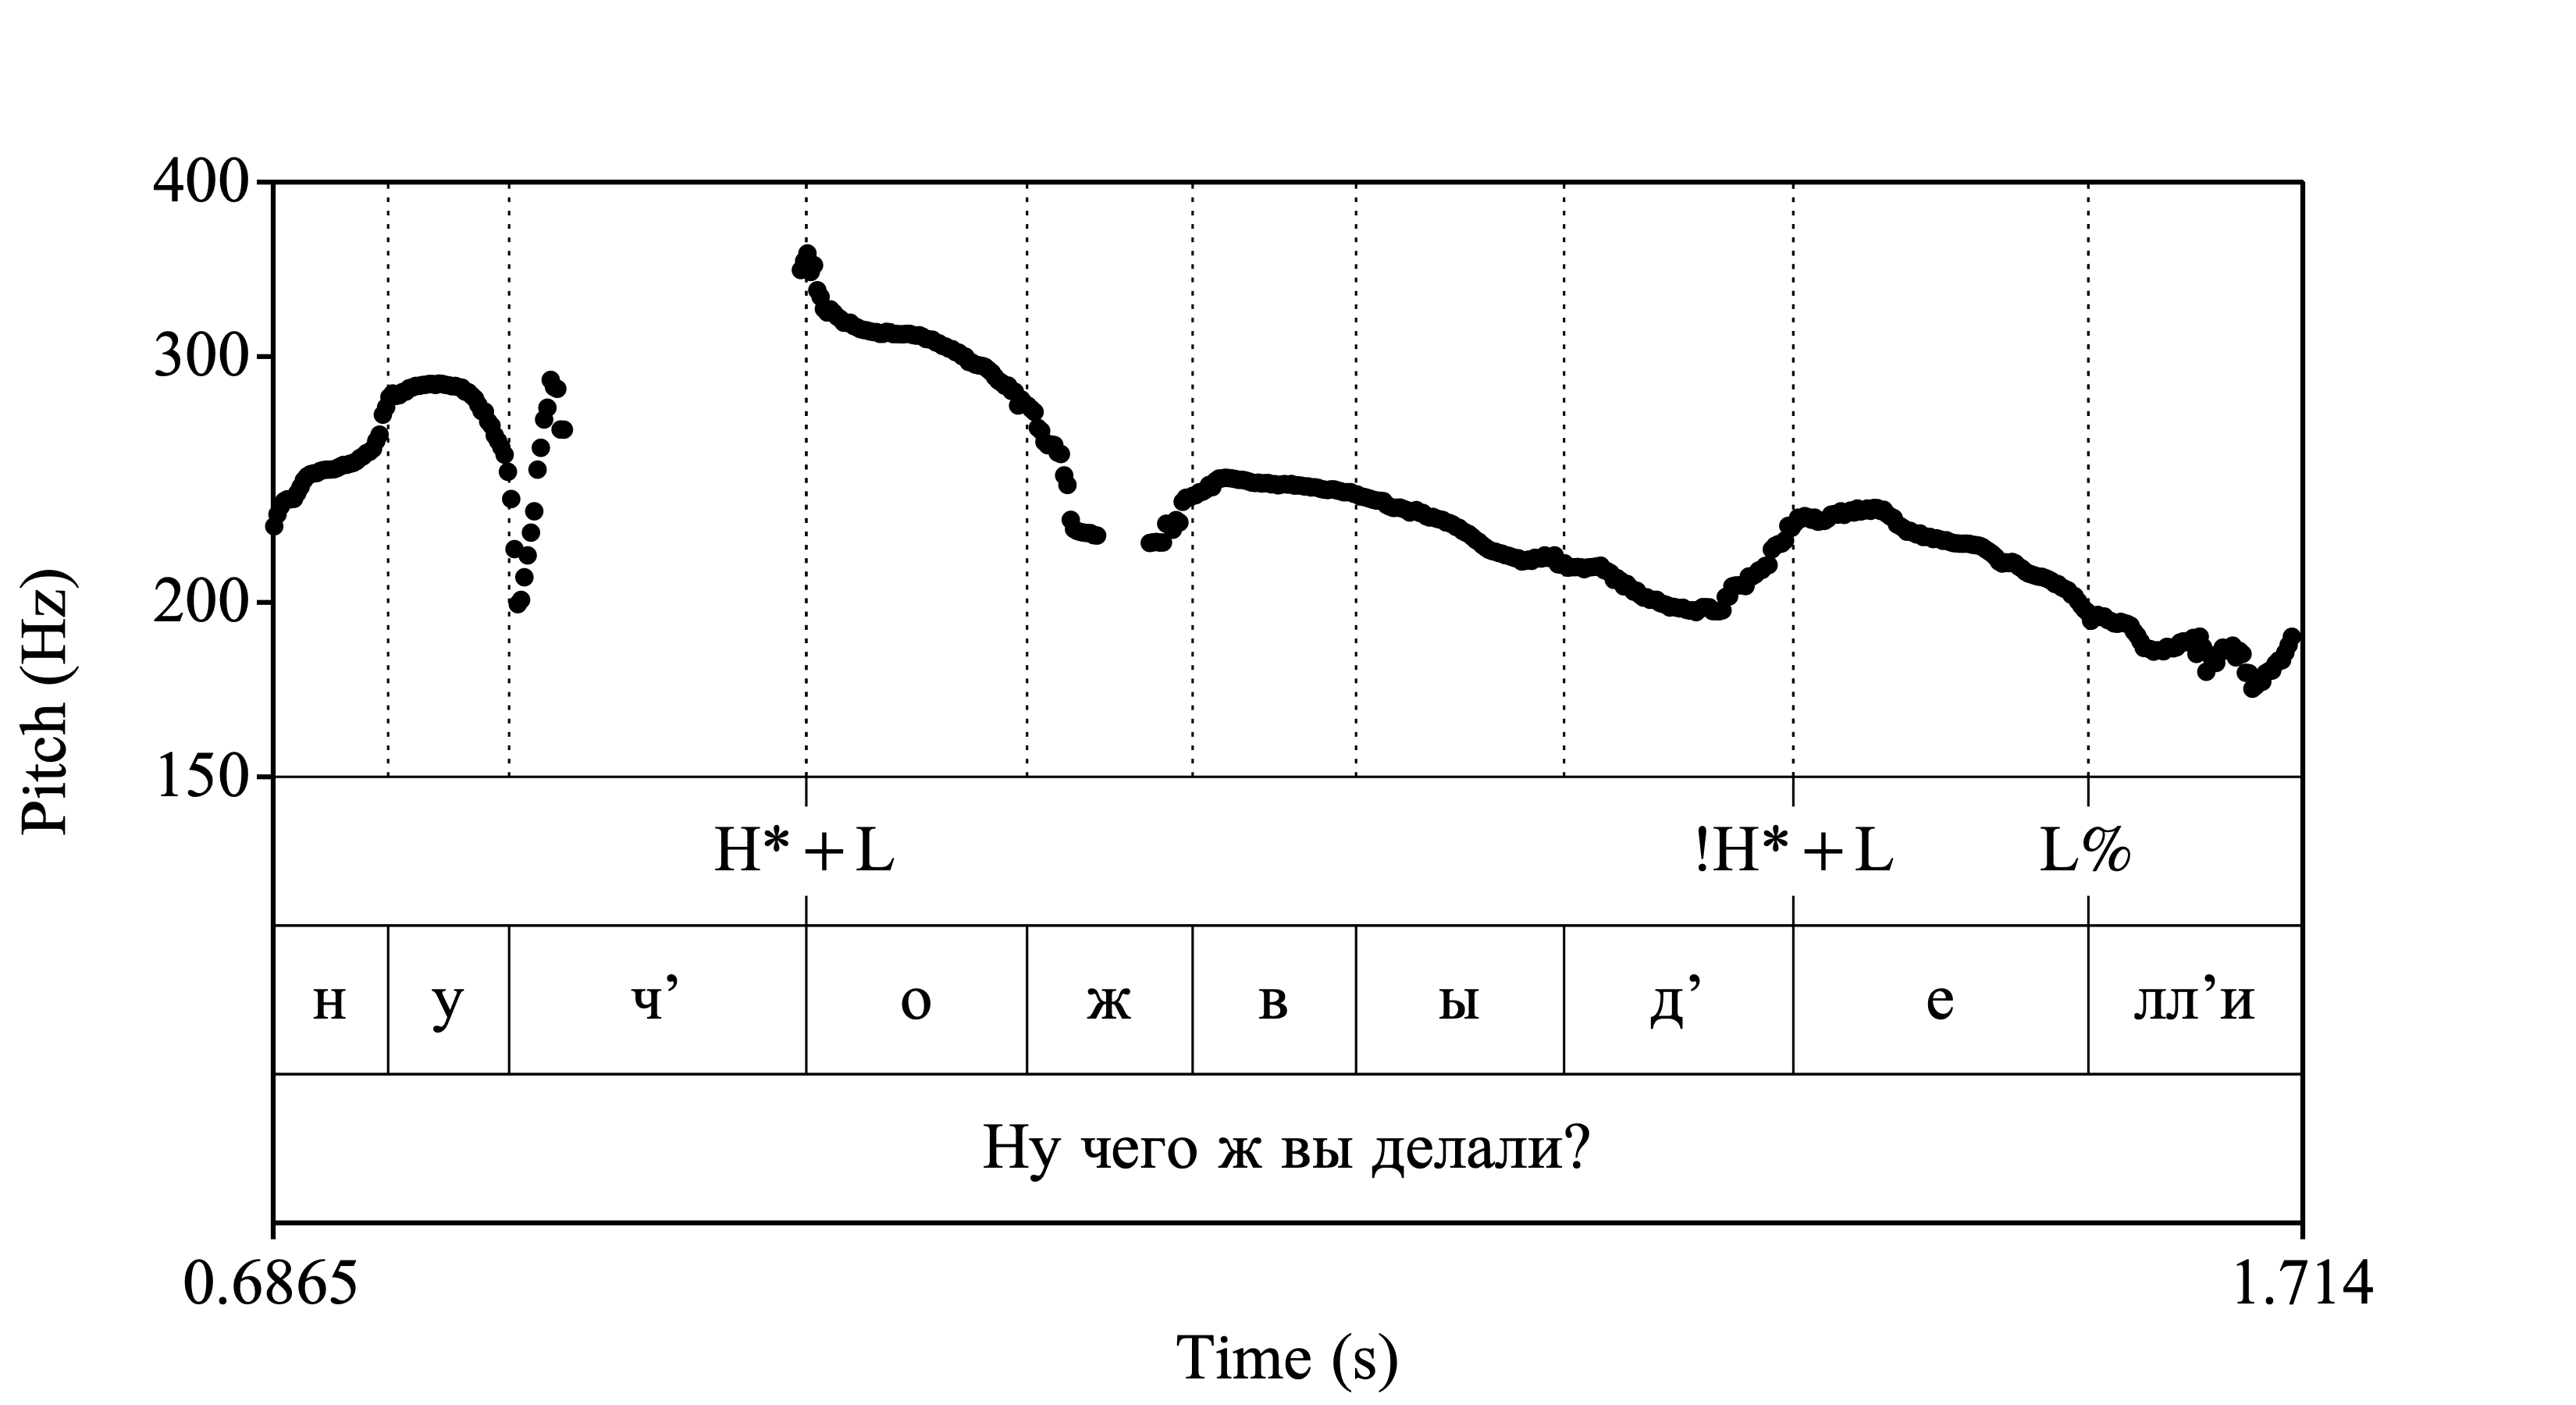 400
300
200
150
Pitch (Hz)
H*+L !H*+L L%
н у ч’ о ж в ы д’ е лл’и
Ну чего ж вы делали?
0.6865 1.714
Time (s)